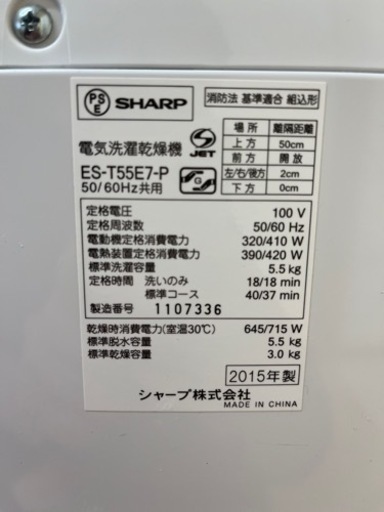 PS
E
SHARP
消防法 基準適合 組込形
電気洗濯乾燥機
JET
ES-T55E7-P
50/60Hz共用
G
場所 離隔距離
上方 50cm
前方 開放
左/右/後方 2cm
下方 0cm
定格電圧 100 V
定格周波数 50/60 Hz
電動機定格消費電力 320/410 W
電熱装置定格消費電力 390/420 W
標準洗濯容量 5.5 kg
定格時間 洗いのみ 18/18 min
標準コース 40/37 min
製造番号 1107336
乾燥時消費電力(室温30℃) 645/715 W
標準脱水容量 5.5 kg
標準乾燥容量 3.0 kg
2015年製
シャープ株式会社
MADE IN CHINA